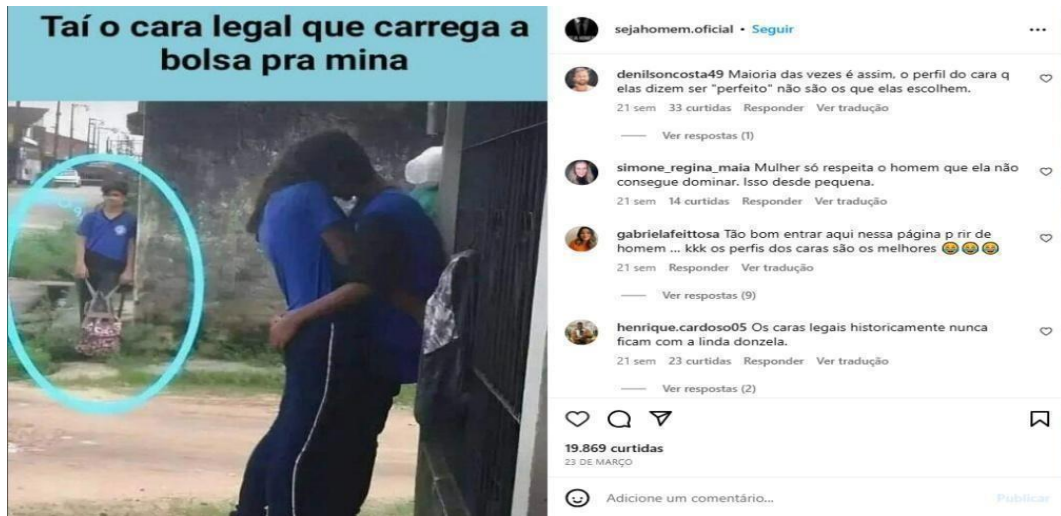 Taí o cara legal que carrega a
bolsa pra mina
sejahomem.oficial • Seguir
denilsoncosta49 Maioria das vezes é assim, o perfil do cara q
elas dizem ser "perfeito" não são os que elas escolhem.
21 sem 33 curtidas Responder Ver tradução
Ver respostas (1)
simone_regina_maia Mulher só respeita o homem que ela não
consegue dominar. Isso desde pequena.
21 sem 14 curtidas Responder Ver tradução
gabrielafeittosa Tão bom entrar aqui nessa página p rir de
homem ... kkk os perfis dos caras são os melhores 😂😂😂
21 sem Responder Ver tradução
Ver respostas (9)
henrique.cardoso05 Os caras legais historicamente nunca
ficam com a linda donzela.
21 sem 23 curtidas Responder Ver tradução
Ver respostas (2)
19.869 curtidas
23 DE MARÇO
Adicione um comentário...
Publicar